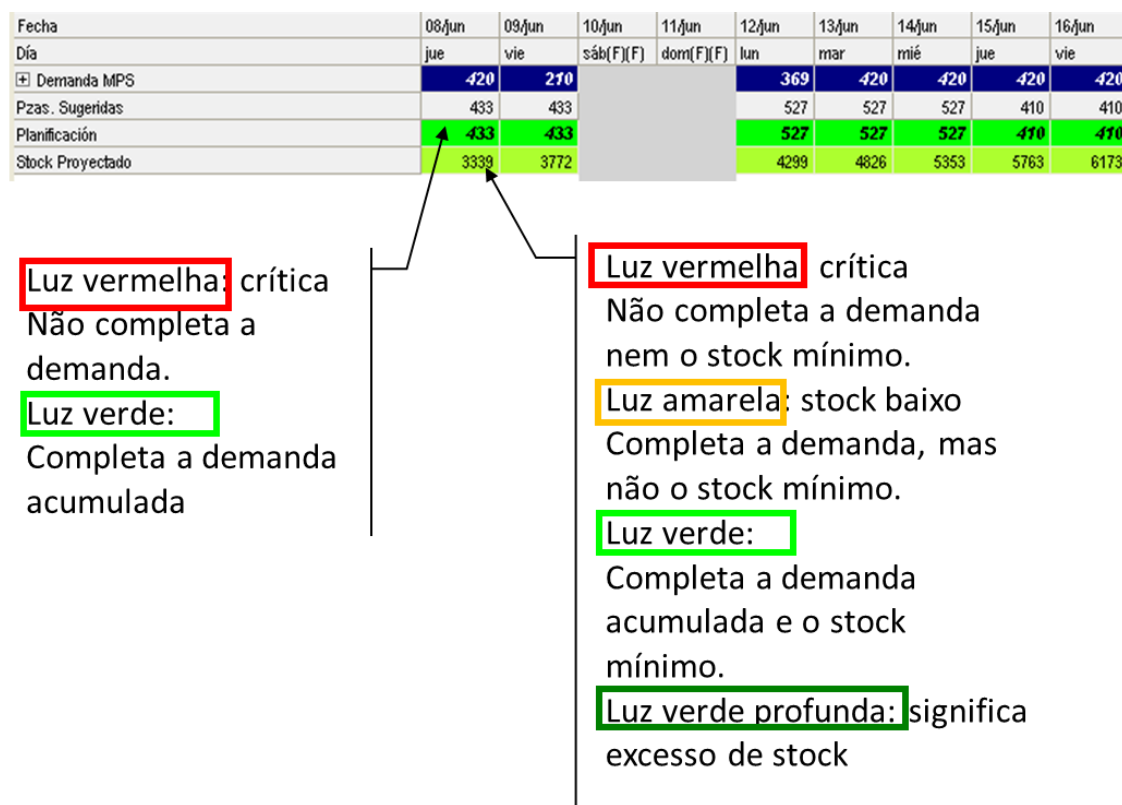 Fecha 08/jun 09/jun 10/jun 11/jun 12/jun 13/jun 14/jun 15/jun 16/jun
Día jue vie sáb(F)(F) dom(F)(F) lun mar mié jue vie
Demanda MPS 420 210 369 420 420 420 420
Pzas. Sugeridas 433 433 527 527 527 410 410
Planificación 433 433 527 527 527 410 410
Stock Proyectado 3339 3772 4299 4826 5353 5763 6173
Luz vermelha: crítica
Não completa a
demanda.
Luz verde:
Completa a demanda
acumulada
Luz vermelha crítica
Não completa a demanda
nem o stock mínimo.
Luz amarela: stock baixo
Completa a demanda, mas
não o stock mínimo.
Luz verde:
Completa a demanda
acumulada e o stock
mínimo.
Luz verde profunda: significa
excesso de stock